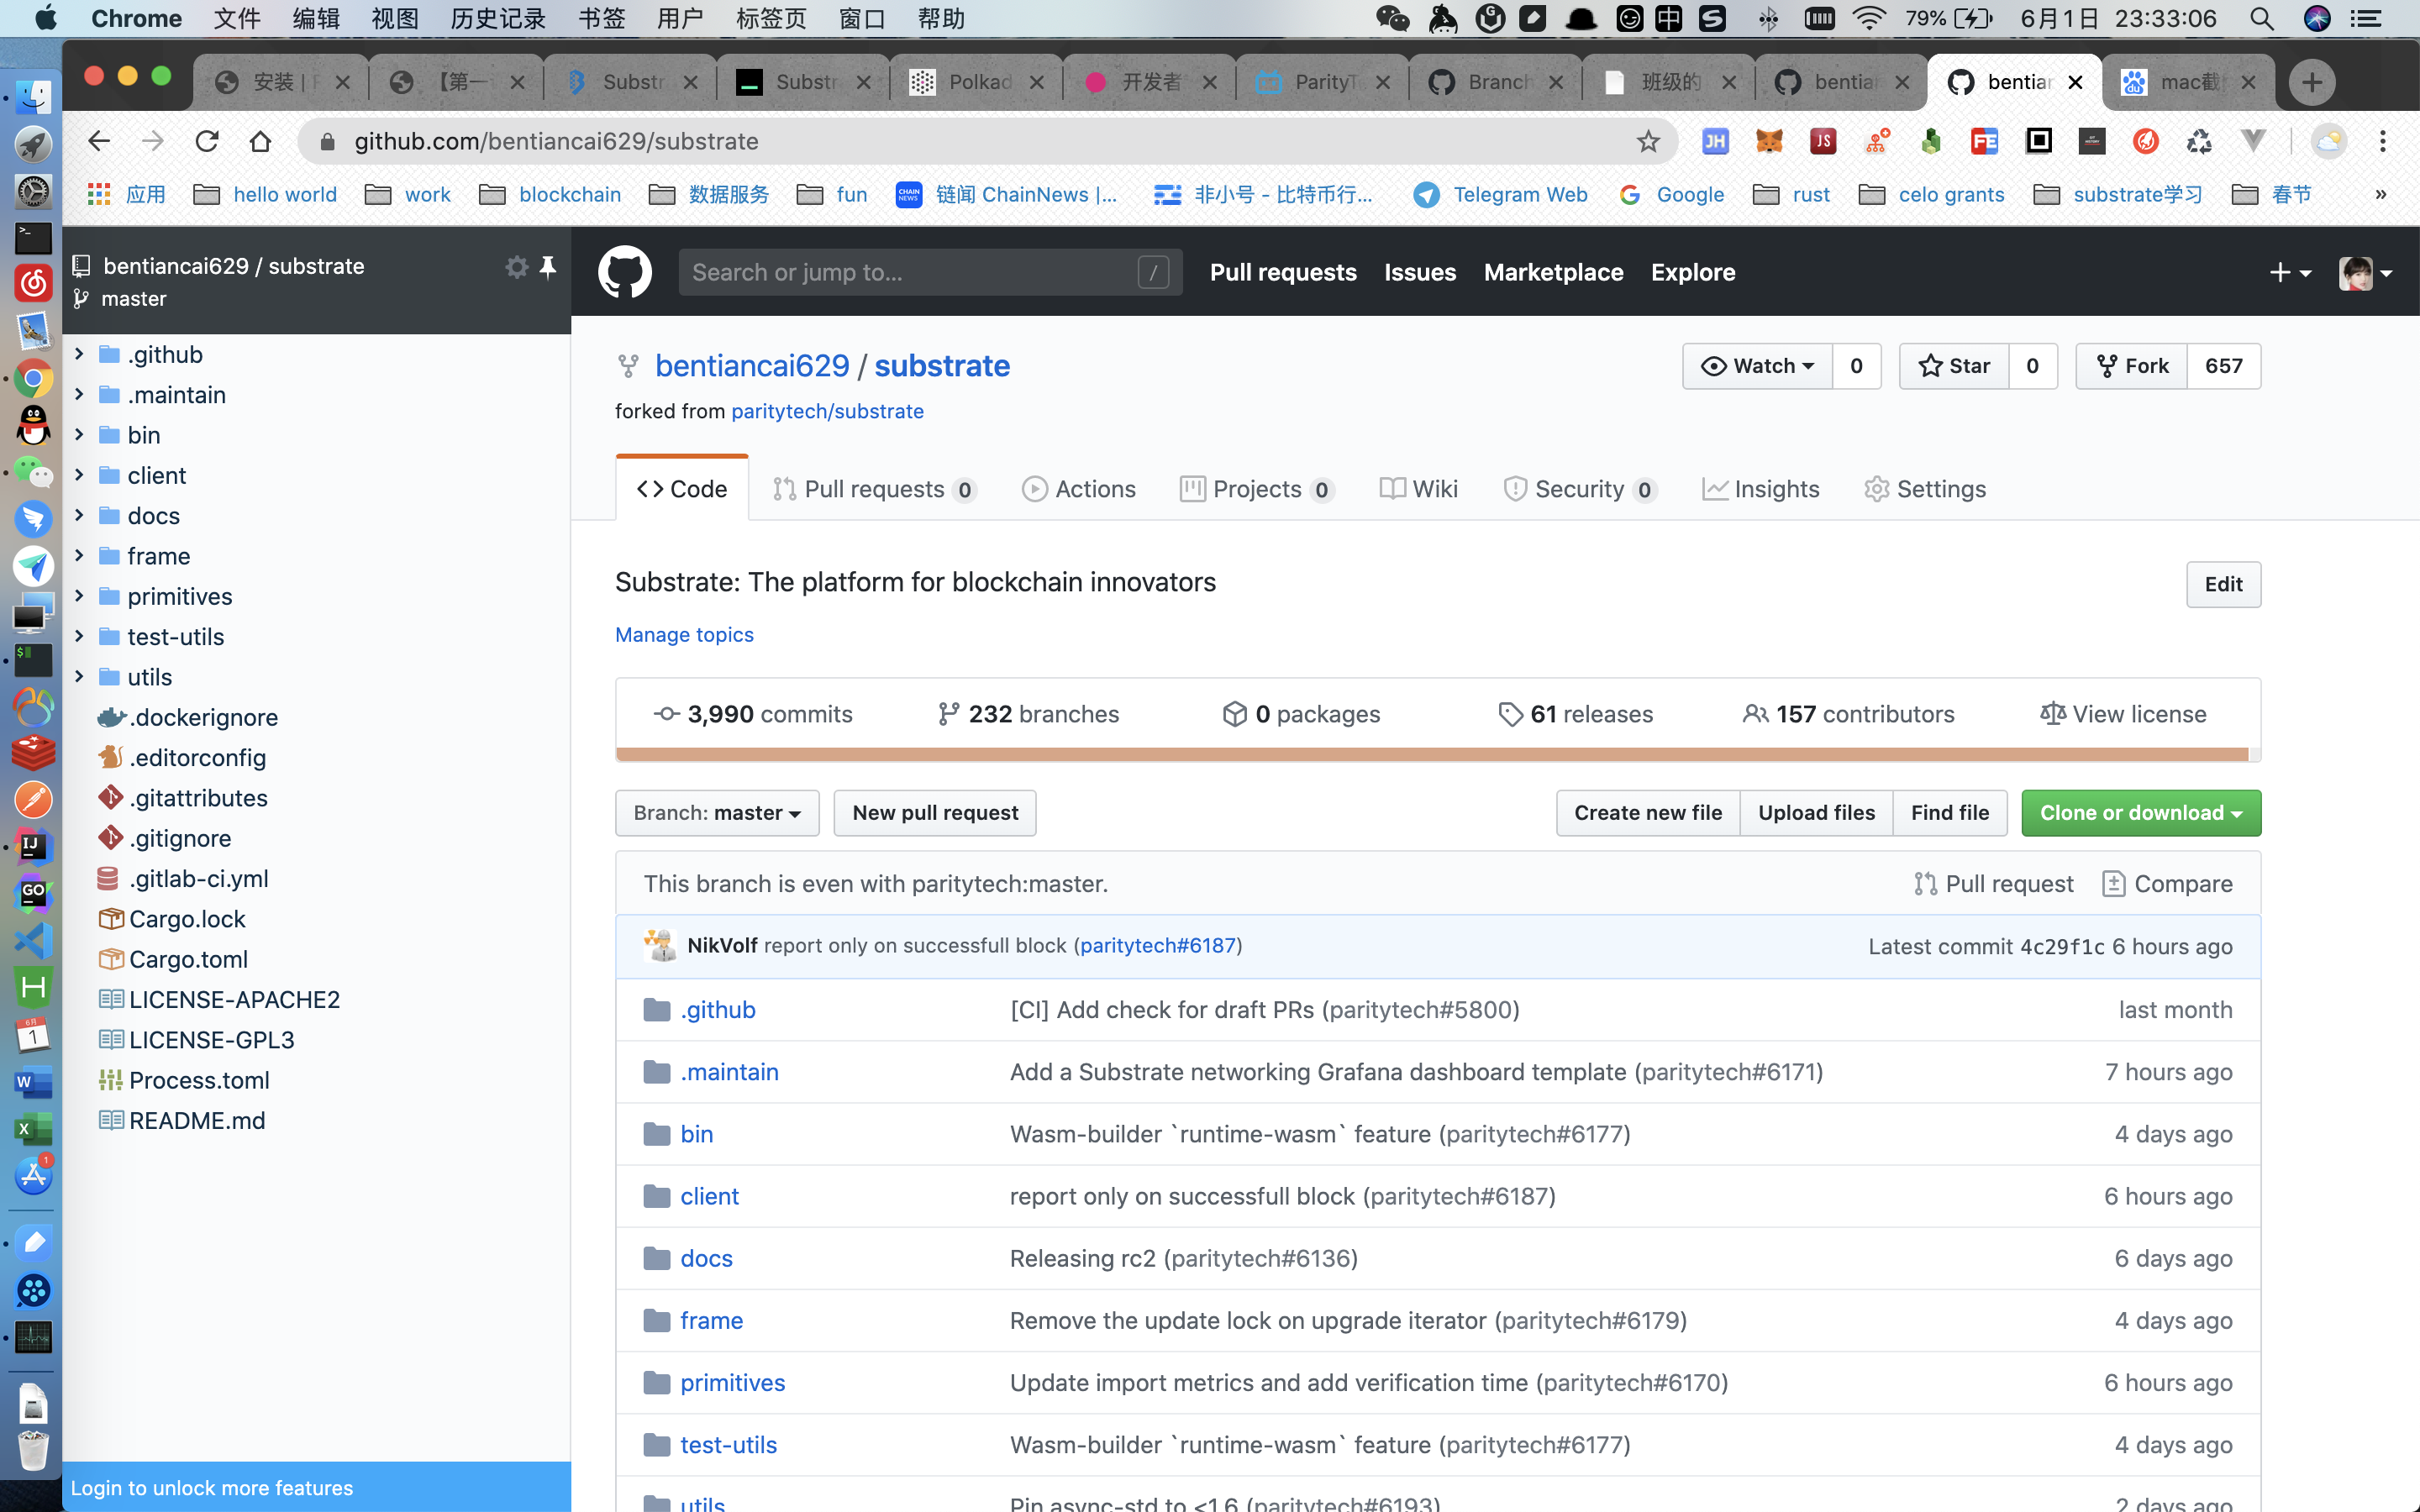 Chrome 文件 编辑 视图 历史记录 书签 用户 标签页 窗口 帮助 中 79% 6月1日 23:33:06
安装 | 【第一 Substr Substr Polkad 开发者 ParityT Branch 班级的 bentian bentian mac截
github.com/bentiancai629/substrate
应用 hello world work blockchain 数据服务 fun 链闻 ChainNews |... 非小号 - 比特币行... Telegram Web Google rust celo grants substrate学习 春节 »
bentiancai629 / substrate
master
.github
.maintain
bin
client
docs
frame
primitives
test-utils
utils
.dockerignore
.editorconfig
.gitattributes
.gitignore
.gitlab-ci.yml
Cargo.lock
Cargo.toml
LICENSE-APACHE2
LICENSE-GPL3
Process.toml
README.md
Login to unlock more features
Search or jump to... / Pull requests Issues Marketplace Explore
bentiancai629 / substrate Watch 0 Star 0 Fork 657
forked from paritytech/substrate
Code Pull requests 0 Actions Projects 0 Wiki Security 0 Insights Settings
Substrate: The platform for blockchain innovators Edit
Manage topics
3,990 commits 232 branches 0 packages 61 releases 157 contributors View license
Branch: master New pull request Create new file Upload files Find file Clone or download
This branch is even with paritytech:master. Pull request Compare
NikVolf report only on successfull block (paritytech#6187) Latest commit 4c29f1c 6 hours ago
.github [CI] Add check for draft PRs (paritytech#5800) last month
.maintain Add a Substrate networking Grafana dashboard template (paritytech#6171) 7 hours ago
bin Wasm-builder `runtime-wasm` feature (paritytech#6177) 4 days ago
client report only on successfull block (paritytech#6187) 6 hours ago
docs Releasing rc2 (paritytech#6136) 6 days ago
frame Remove the update lock on upgrade iterator (paritytech#6179) 4 days ago
primitives Update import metrics and add verification time (paritytech#6170) 6 hours ago
test-utils Wasm-builder `runtime-wasm` feature (paritytech#6177) 4 days ago
utils Pin async-std to <1.6 (paritytech#6193) 2 days ago